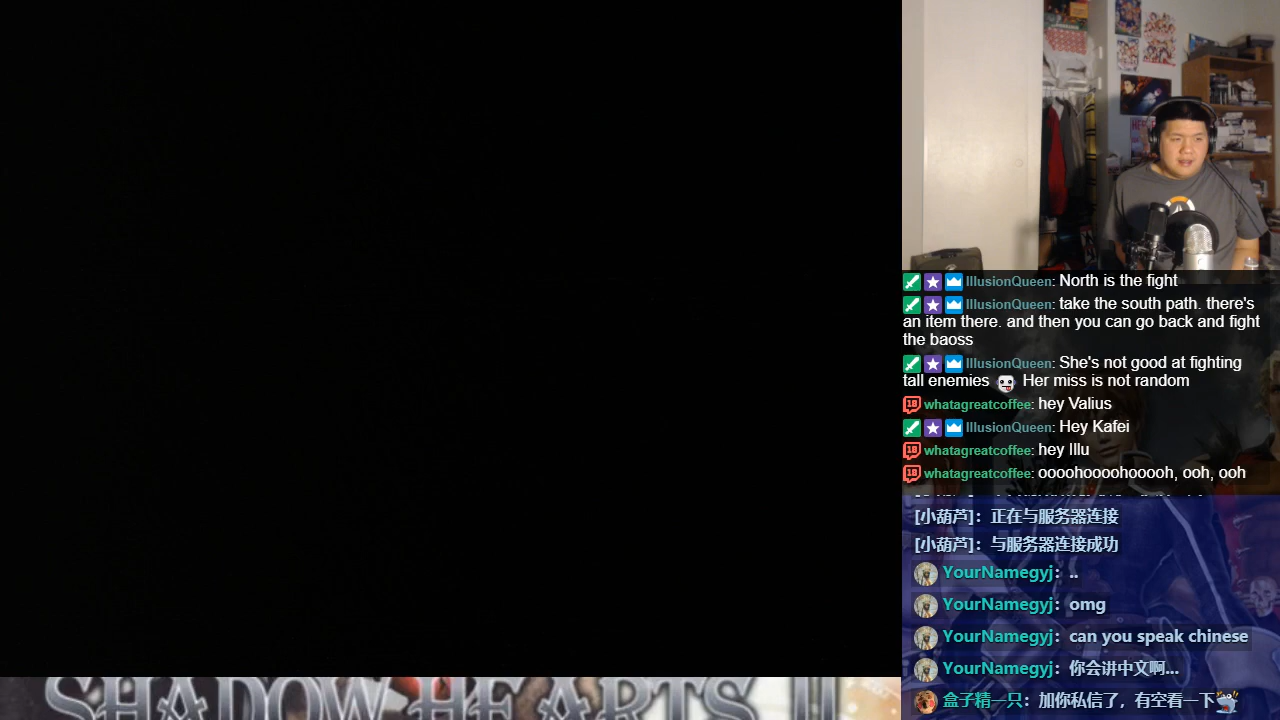 IllusionQueen: North is the fight
IllusionQueen: take the south path. there's
an item there. and then you can go back and fight
the baoss
IllusionQueen: She's not good at fighting
tall enemies Her miss is not random
18 whatagreatcoffee: hey Valius
IllusionQueen: Hey Kafei
18 whatagreatcoffee: hey Illu
18 whatagreatcoffee: oooohoooohooooh, ooh, ooh
[小葫芦]：正在与服务器连接
[小葫芦]：与服务器连接成功
YourNamegyj：..
YourNamegyj：omg
YourNamegyj：can you speak chinese
YourNamegyj：你会讲中文啊...
盒子精一只：加你私信了，有空看一下
SHADOW HEARTS II